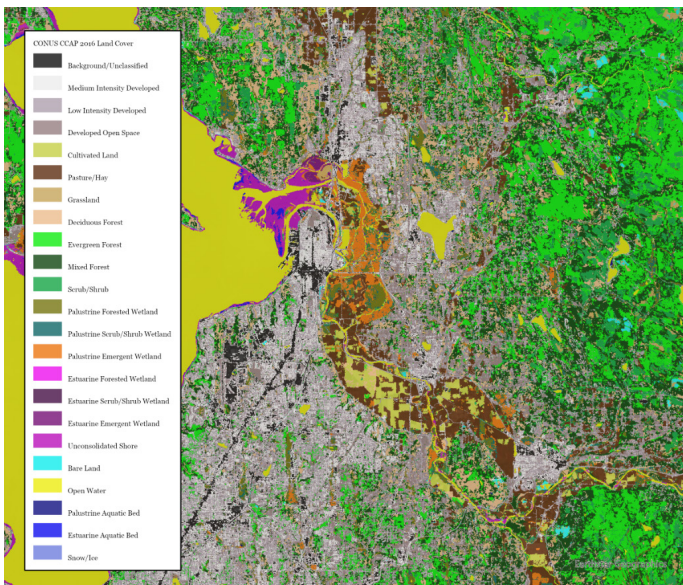 CONUS CCAP 2016 Land Cover
Background/Unclassified
Medium Intensity Developed
Low Intensity Developed
Developed Open Space
Cultivated Land
Pasture/Hay
Grassland
Deciduous Forest
Evergreen Forest
Mixed Forest
Scrub/Shrub
Palustrine Forested Wetland
Palustrine Scrub/Shrub Wetland
Palustrine Emergent Wetland
Estuarine Forested Wetland
Estuarine Scrub/Shrub Wetland
Estuarine Emergent Wetland
Unconsolidated Shore
Bare Land
Open Water
Palustrine Aquatic Bed
Estuarine Aquatic Bed
Snow/Ice